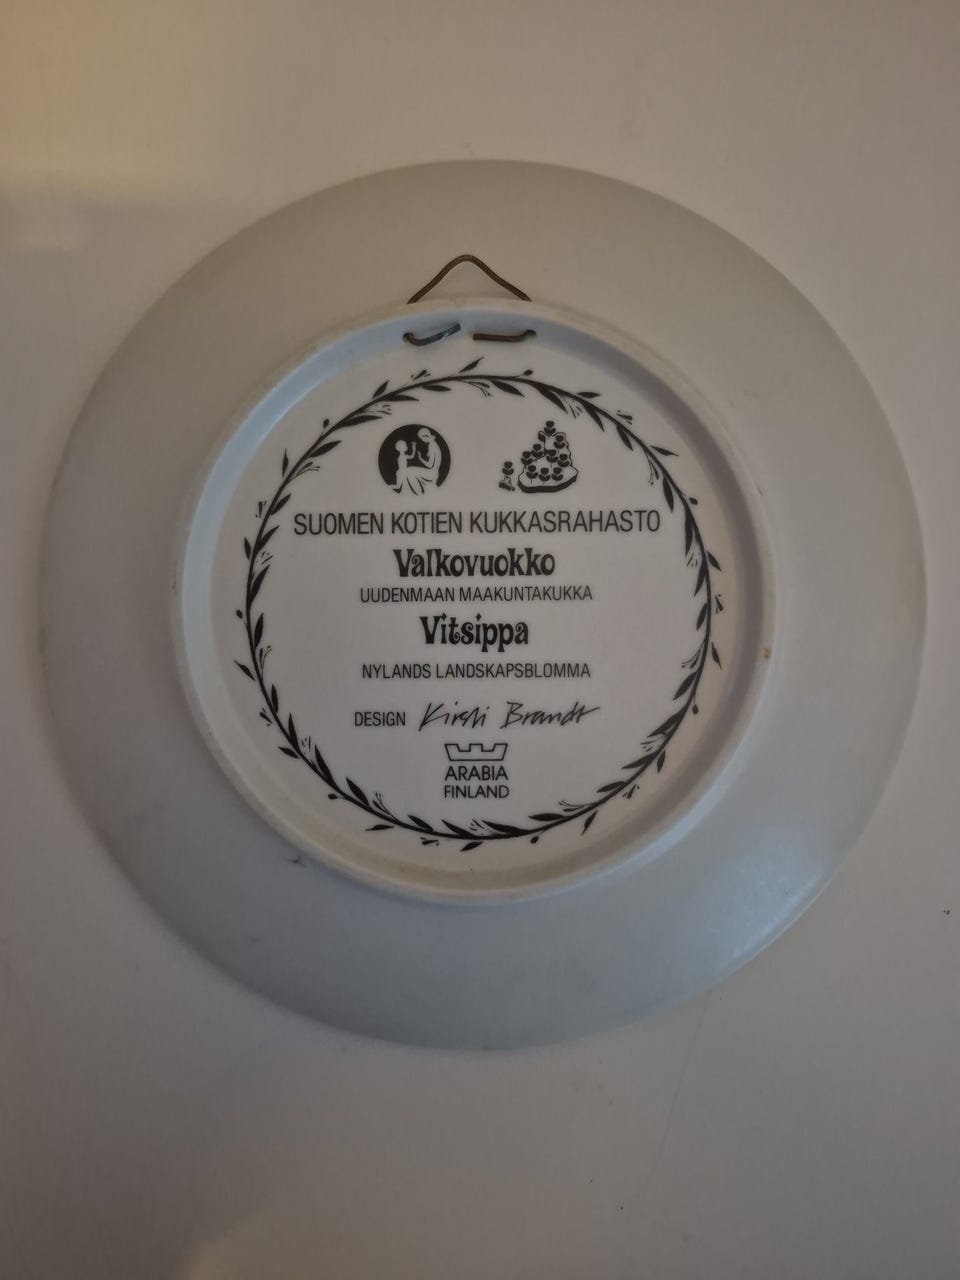 SUOMEN KOTIEN KUKKASRAHASTO
Valkovuokko
UUDENMAAN MAAKUNTAKUKKA
Vitsippa
NYLANDS LANDSKAPSBLOMMA
DESIGN Kirsti Brandt
ARABIA
FINLAND